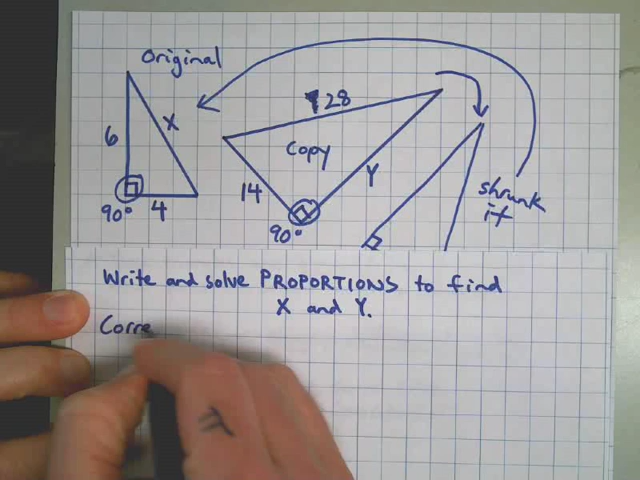 Original
6
X
90°
4
28
Copy
14
Y
90°
shrunk
it
Write and solve PROPORTIONS to find
X and Y.
Corre